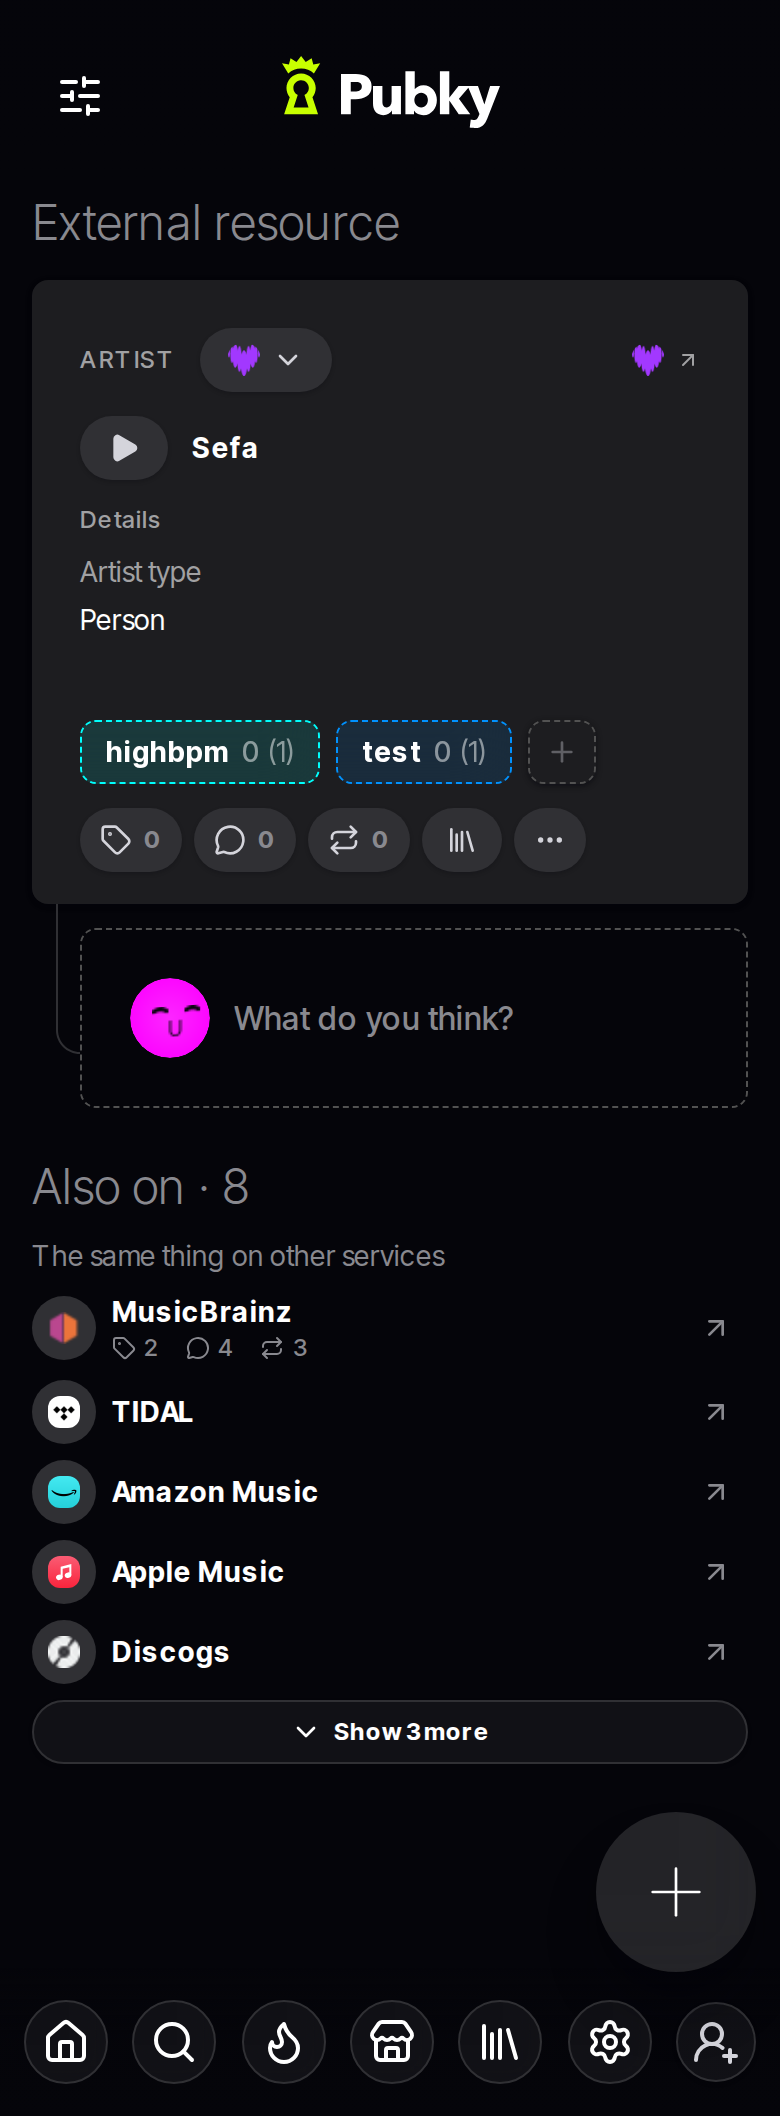 Pubky
External resource
ARTIST
Sefa
Details
Artist type
Person
highbpm 0 (1) test 0 (1)
0 0 0
What do you think?
Also on · 8
The same thing on other services
MusicBrainz
2 4 3
TIDAL
Amazon Music
Apple Music
Discogs
Show 3 more